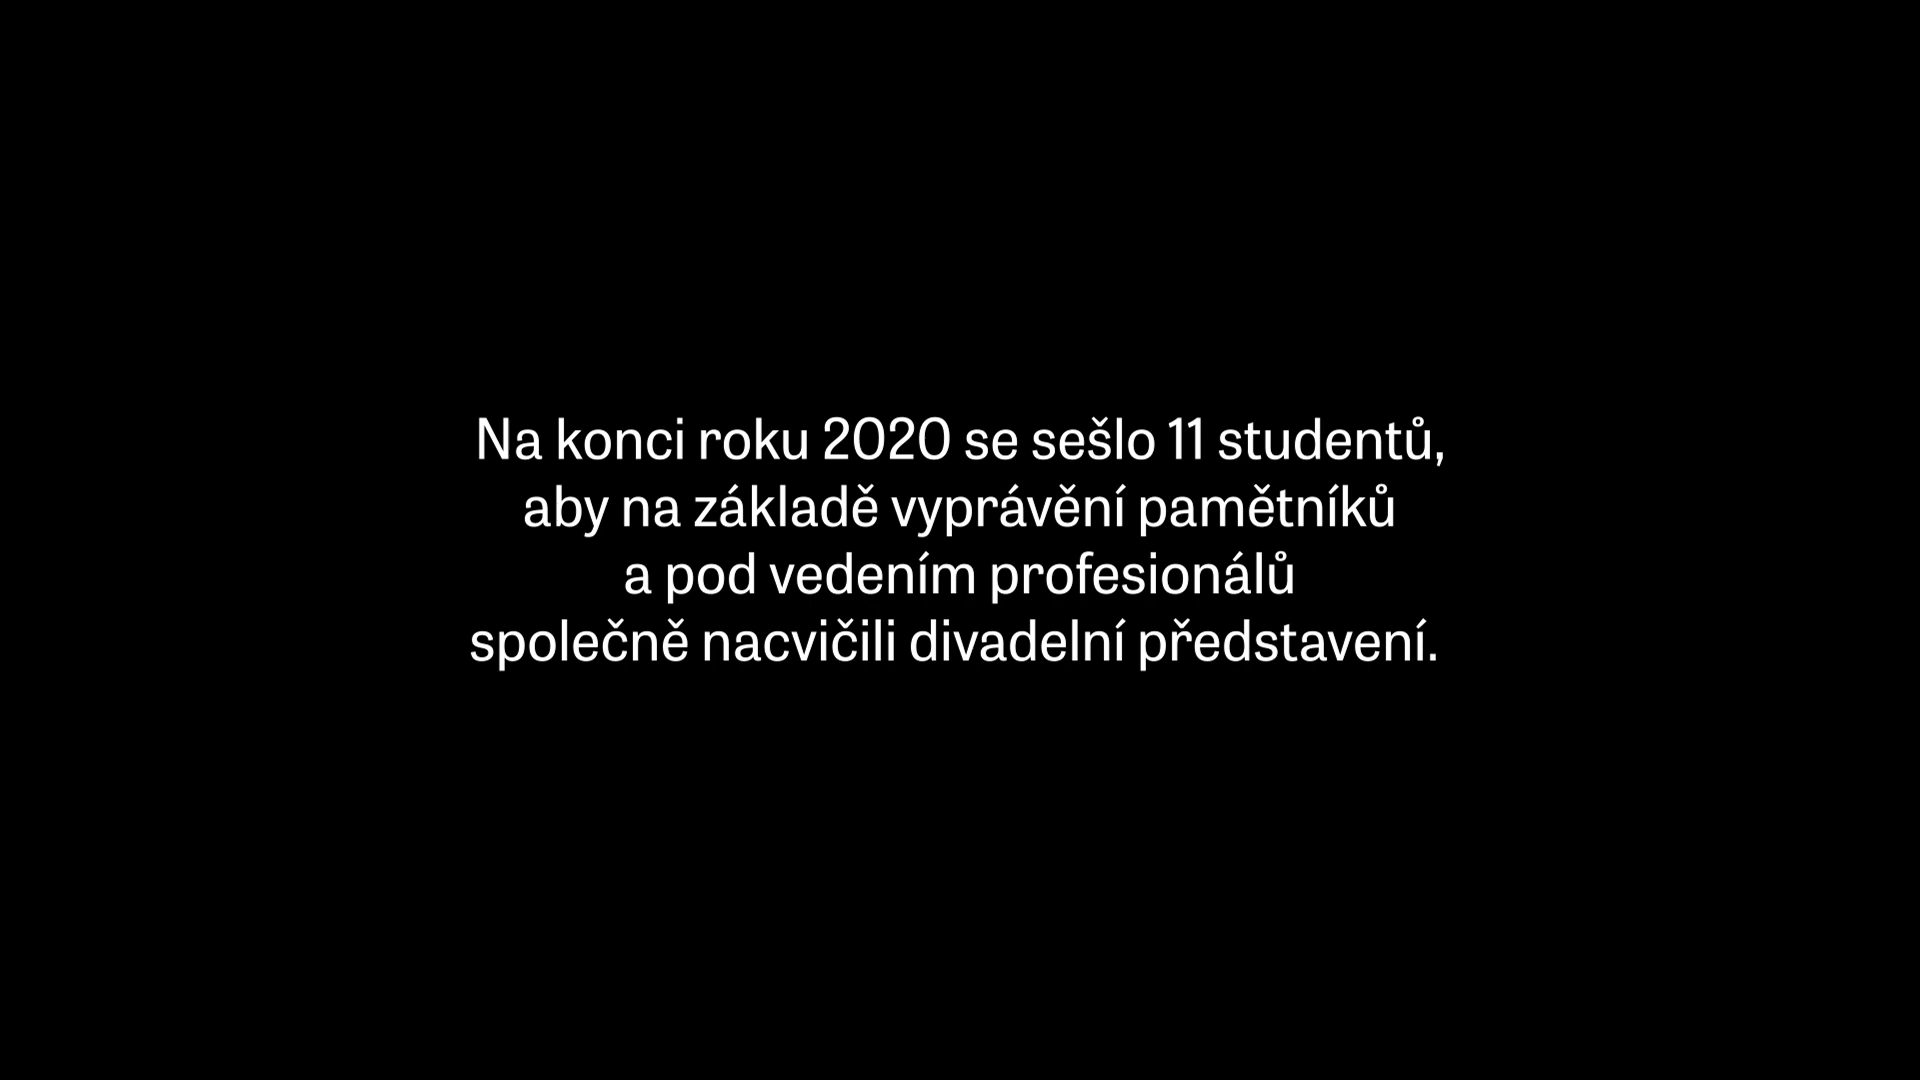 Na konci roku 2020 se sešlo 11 studentů,
aby na základě vyprávění pamětníků
a pod vedením profesionálů
společně nacvičili divadelní představení.